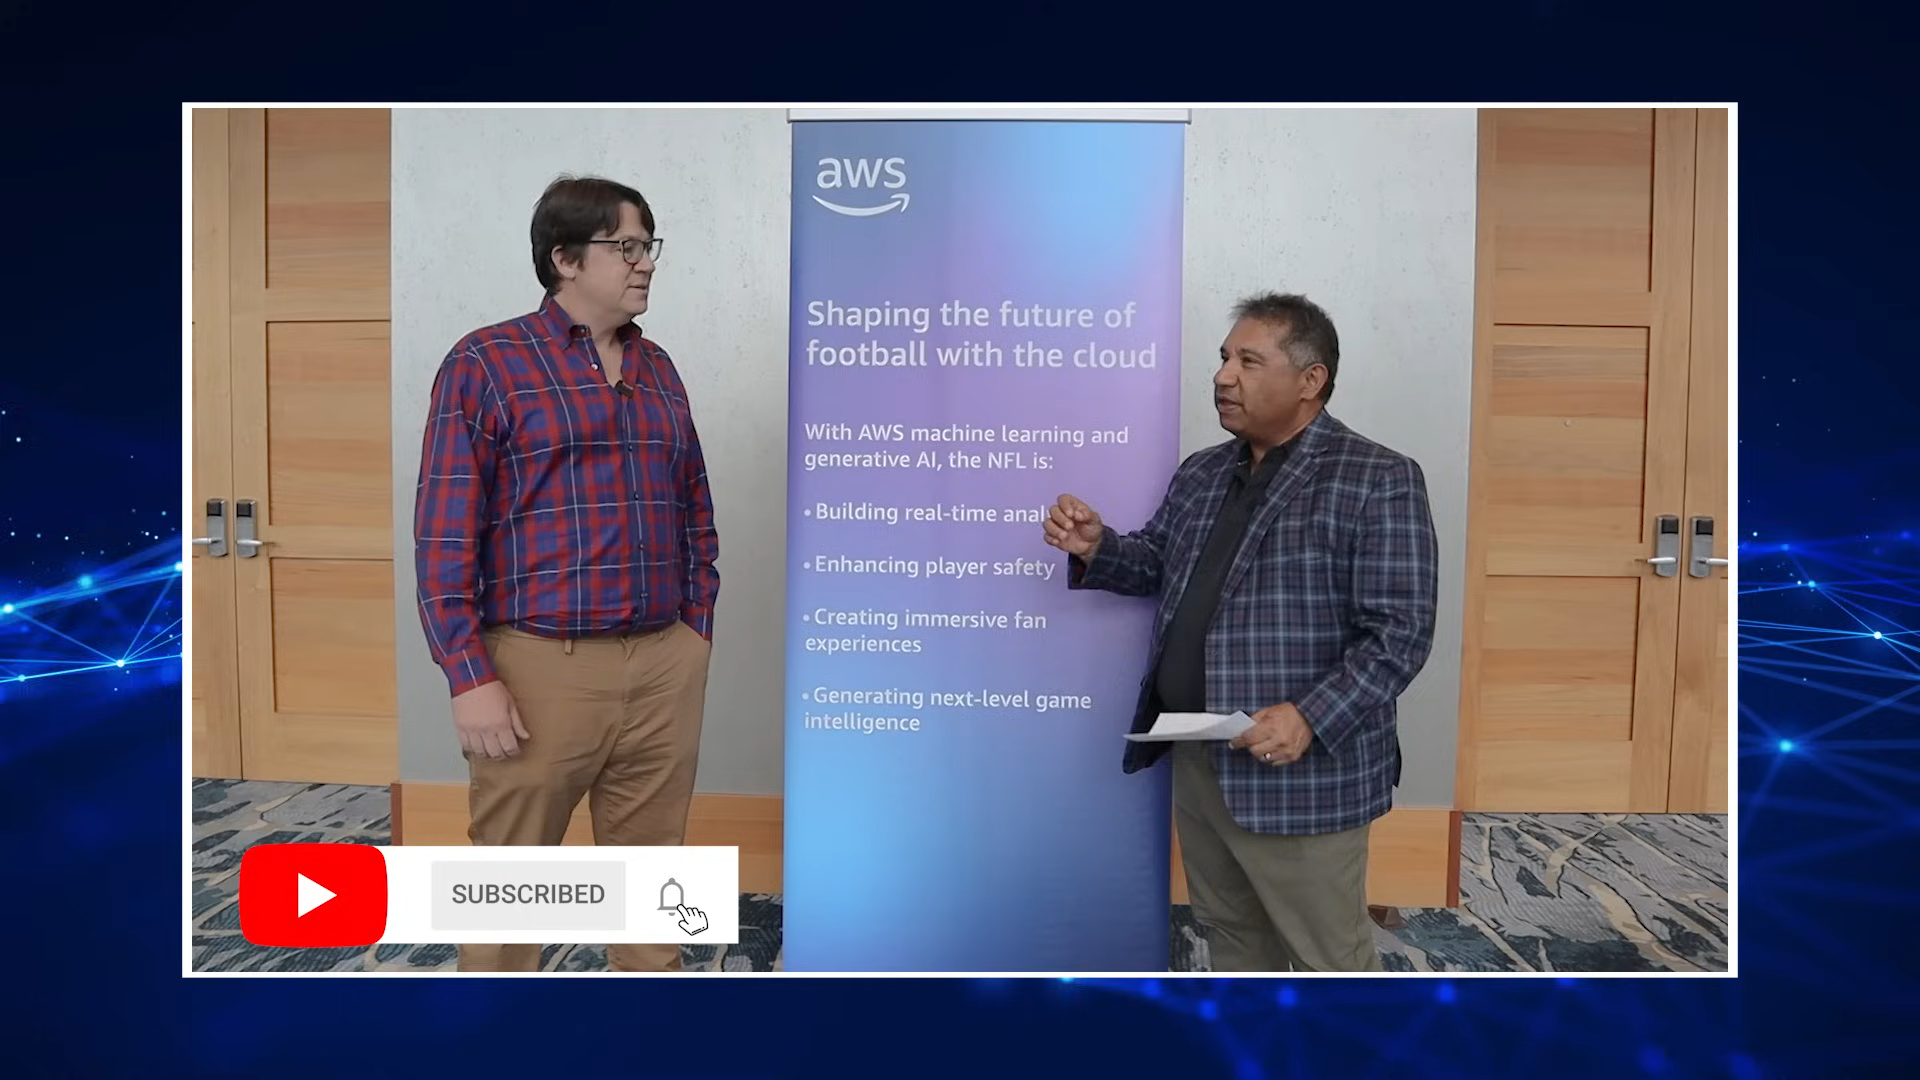 aws
Shaping the future of
football with the cloud
With AWS machine learning and
generative AI, the NFL is:
• Building real-time
• Enhancing player safety
• Creating immersive fan
experiences
• Generating next-level game
intelligence
SUBSCRIBED